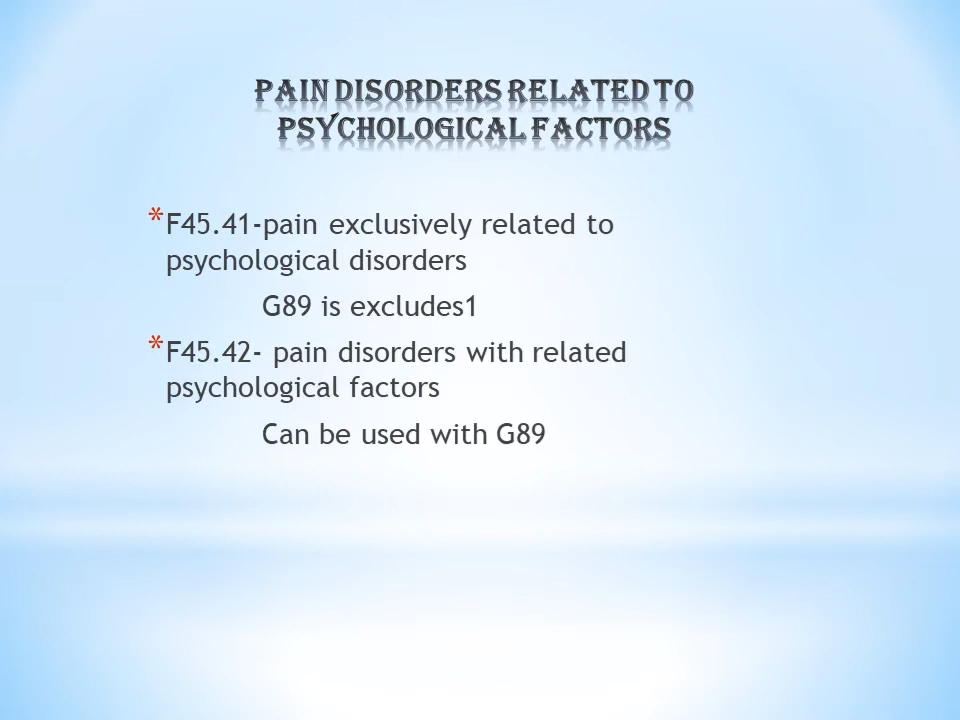 PAIN DISORDERS RELATED TO
PSYCHOLOGICAL FACTORS
* F45.41-pain exclusively related to
psychological disorders
G89 is excludes1
* F45.42- pain disorders with related
psychological factors
Can be used with G89